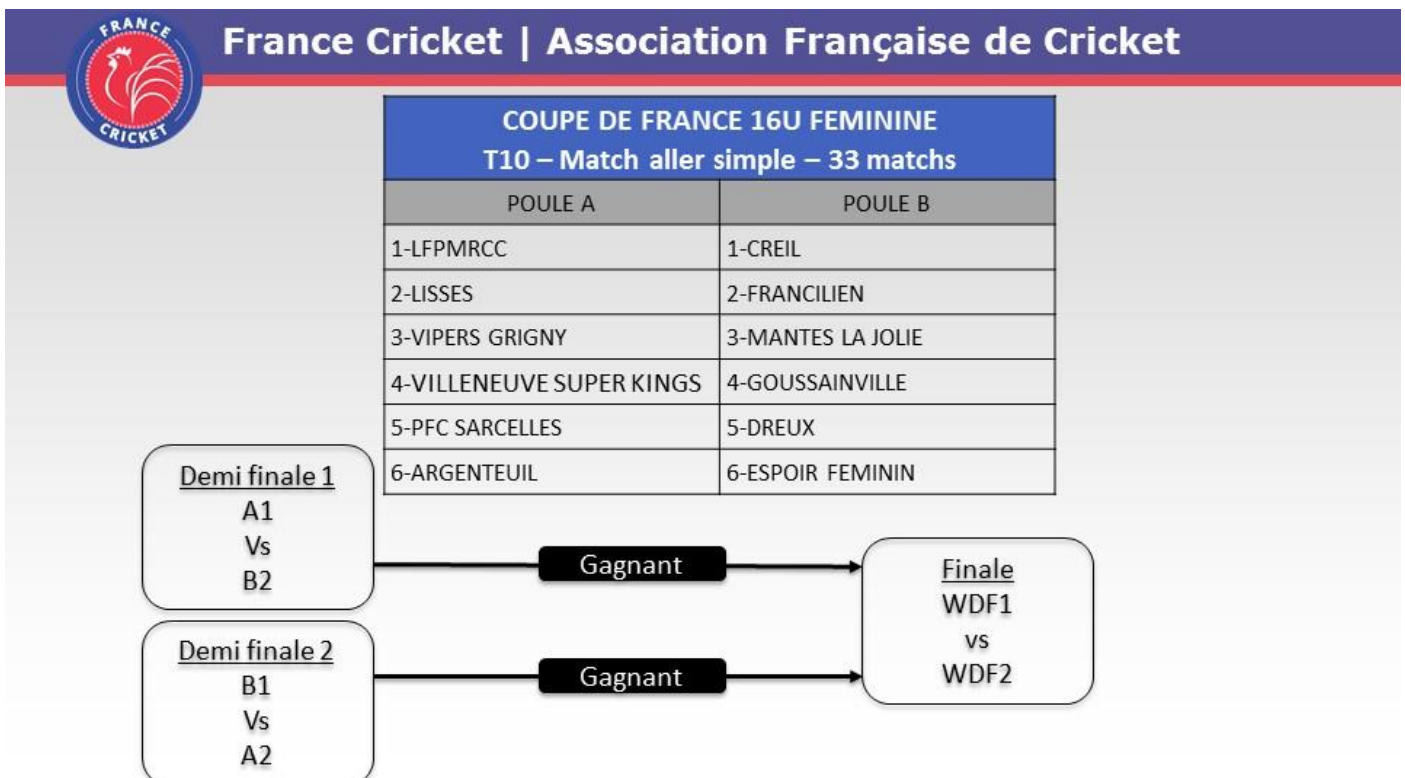 FRANCE
CRICKET
France Cricket | Association Française de Cricket
COUPE DE FRANCE 16U FEMININE
T10 – Match aller simple – 33 matchs
POULE A
POULE B
1-LFPMRCC
1-CREIL
2-LISSES
2-FRANCILIEN
3-VIPERS GRIGNY
3-MANTES LA JOLIE
4-VILLENEUVE SUPER KINGS
4-GOUSSAINVILLE
5-PFC SARCELLES
5-DREUX
6-ARGENTEUIL
6-ESPOIR FEMININ
Demi finale 1
A1
Vs
B2
Gagnant
Demi finale 2
B1
Vs
A2
Gagnant
Finale
WDF1
vs
WDF2